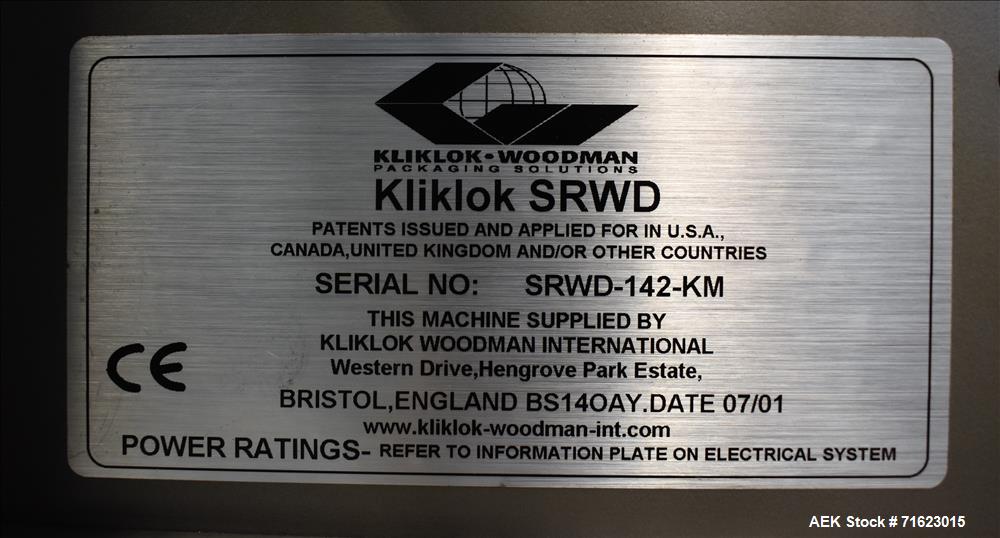 KLIKLOK•WOODMAN
PACKAGING SOLUTIONS
Kliklok SRWD
PATENTS ISSUED AND APPLIED FOR IN U.S.A.,
CANADA,UNITED KINGDOM AND/OR OTHER COUNTRIES
SERIAL NO: SRWD-142-KM
THIS MACHINE SUPPLIED BY
KLIKLOK WOODMAN INTERNATIONAL
Western Drive,Hengrove Park Estate,
CE
BRISTOL,ENGLAND BS14OAY.DATE 07/01
www.kliklok-woodman-int.com
POWER RATINGS- REFER TO INFORMATION PLATE ON ELECTRICAL SYSTEM
AEK Stock # 71623015